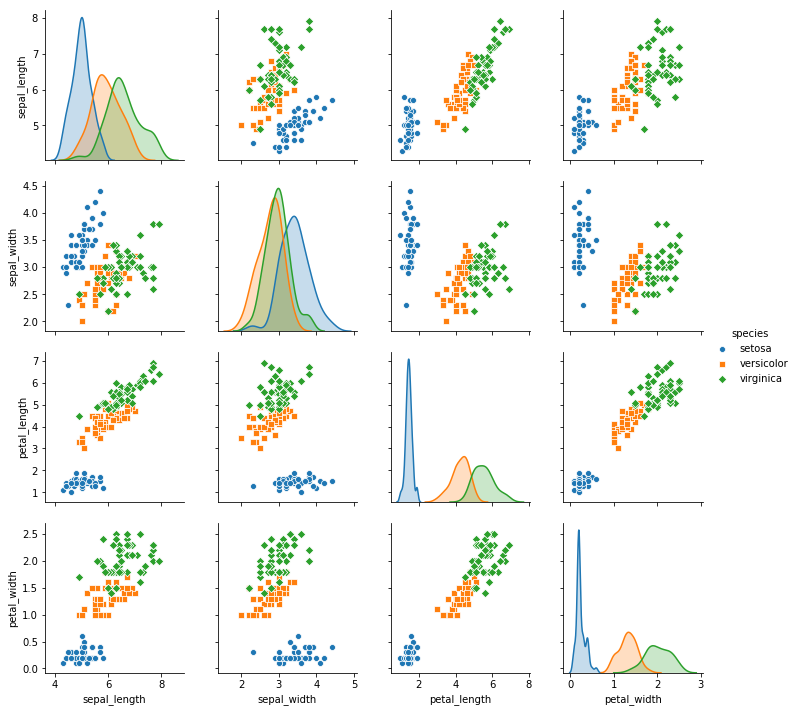 sepal_length
8
7
6
5
sepal_width
4.5
4.0
3.5
3.0
2.5
2.0
species
setosa
versicolor
virginica
petal_length
7
6
5
4
3
2
1
petal_width
2.5
2.0
1.5
1.0
0.5
0.0
4 6 8
2 3 4 5
2 4 6 8
0 1 2 3
sepal_length sepal_width petal_length petal_width